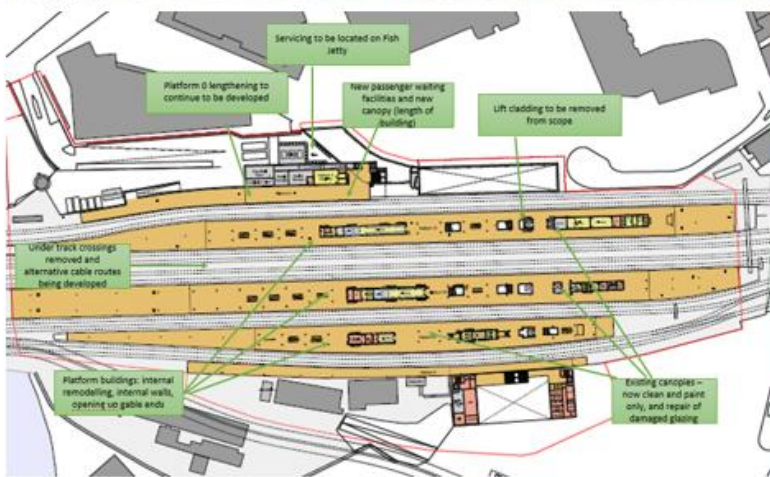 Servicing to be located on Fish
Jetty
Platform 0 lengthening to
continue to be developed
New passenger waiting
facilities and new
canopy (length of
building)
Lift cladding to be removed
from scope
Under track crossings
removed and
alternative cable routes
being developed
Platform buildings: internal
remodelling, internal walls,
opening up gable ends
Existing canopies –
now clean and paint
only, and repair of
damaged glazing